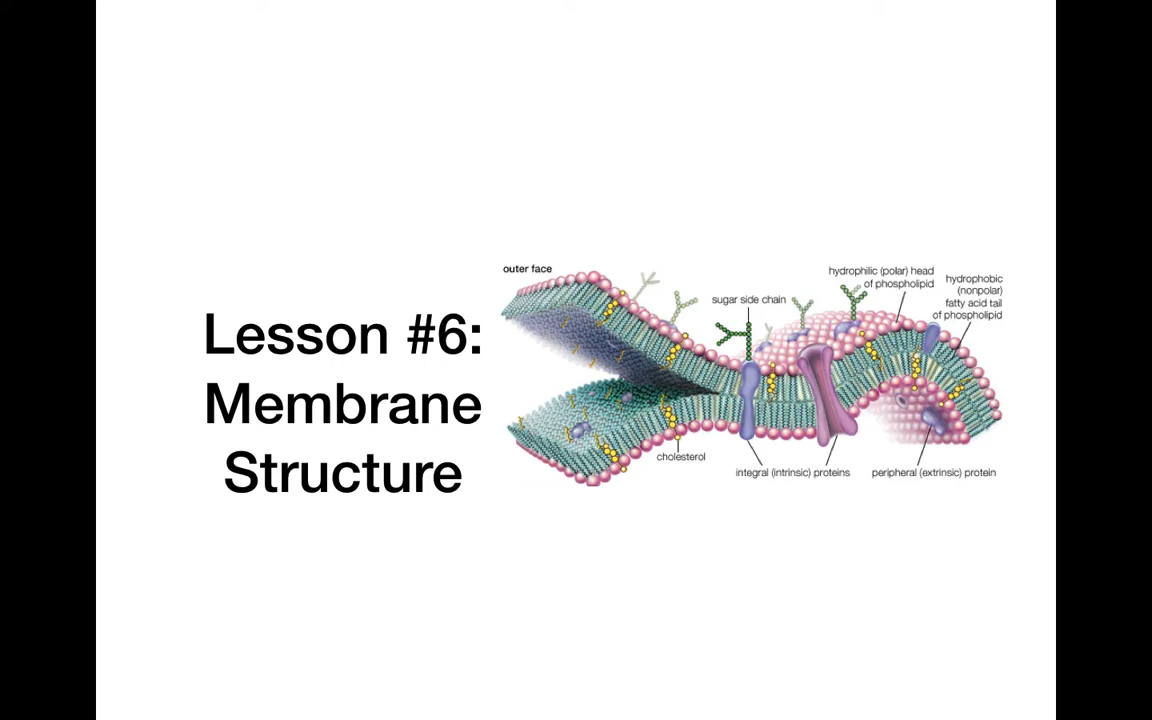 Lesson #6:
Membrane
Structure
outer face
sugar side chain
hydrophilic (polar) head
of phospholipid
hydrophobic
(nonpolar)
fatty acid tail
of phospholipid
cholesterol
integral (intrinsic) proteins
peripheral (extrinsic) protein